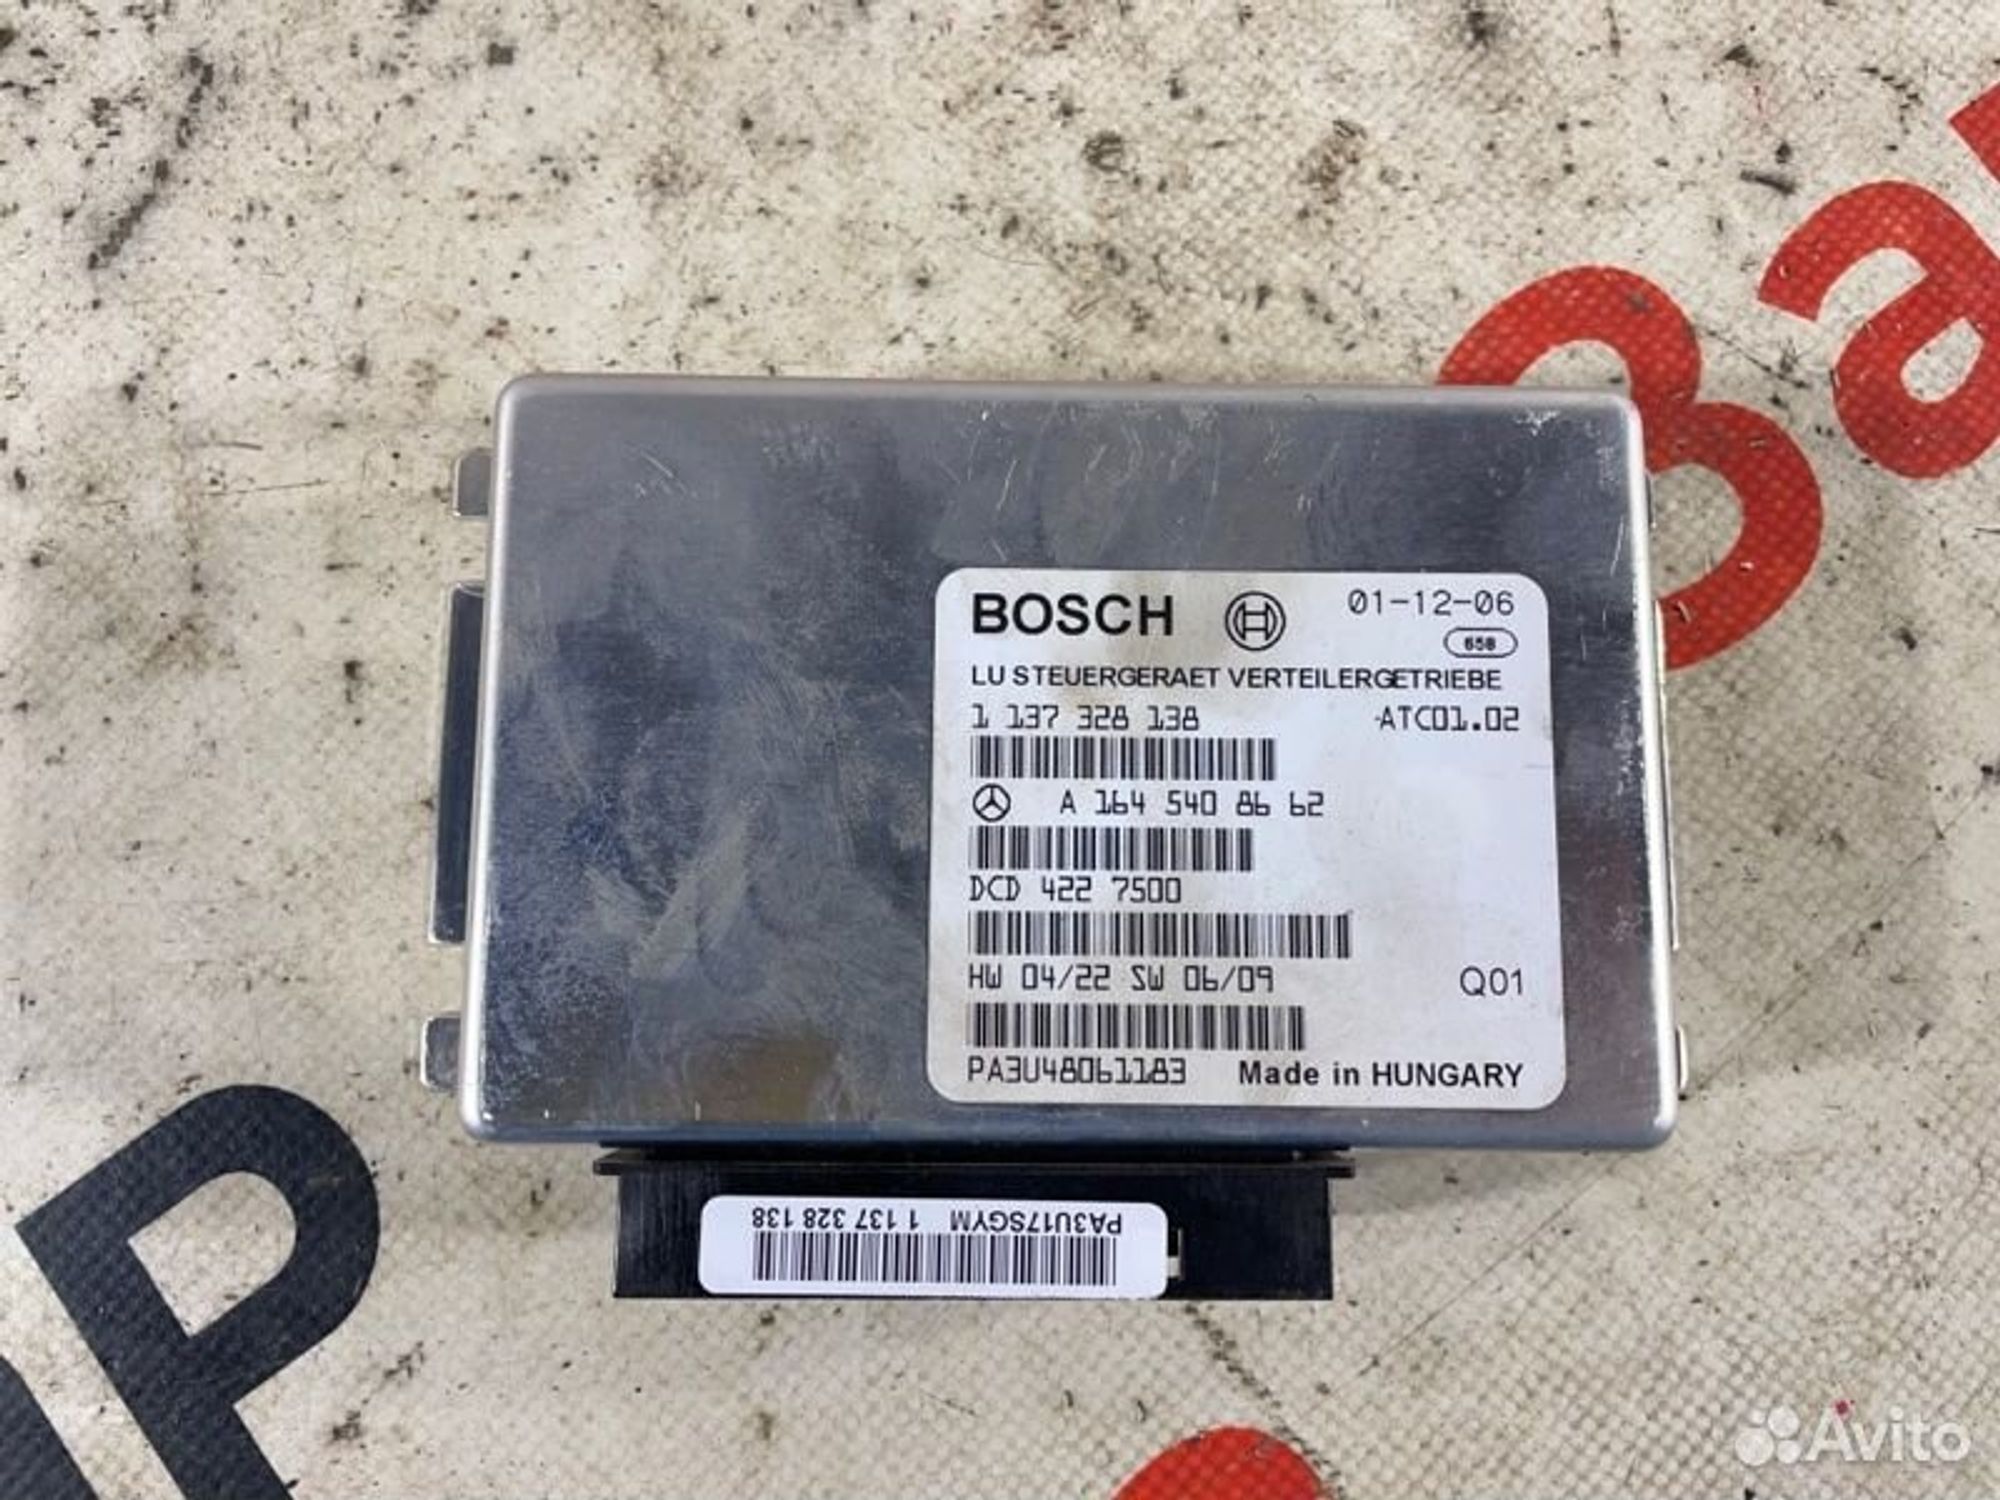 За
BOSCH 01-12-06
658
LU STEUERGERAET VERTEILERGETRIEBE
1 137 328 138 ATC01.02
A 164 540 86 62
DCD 422 7500
HW 04/22 SW 06/09 Q01
PA3U48061183 Made in HUNGARY
PA3U17SGYM 1 137 328 138
Avito